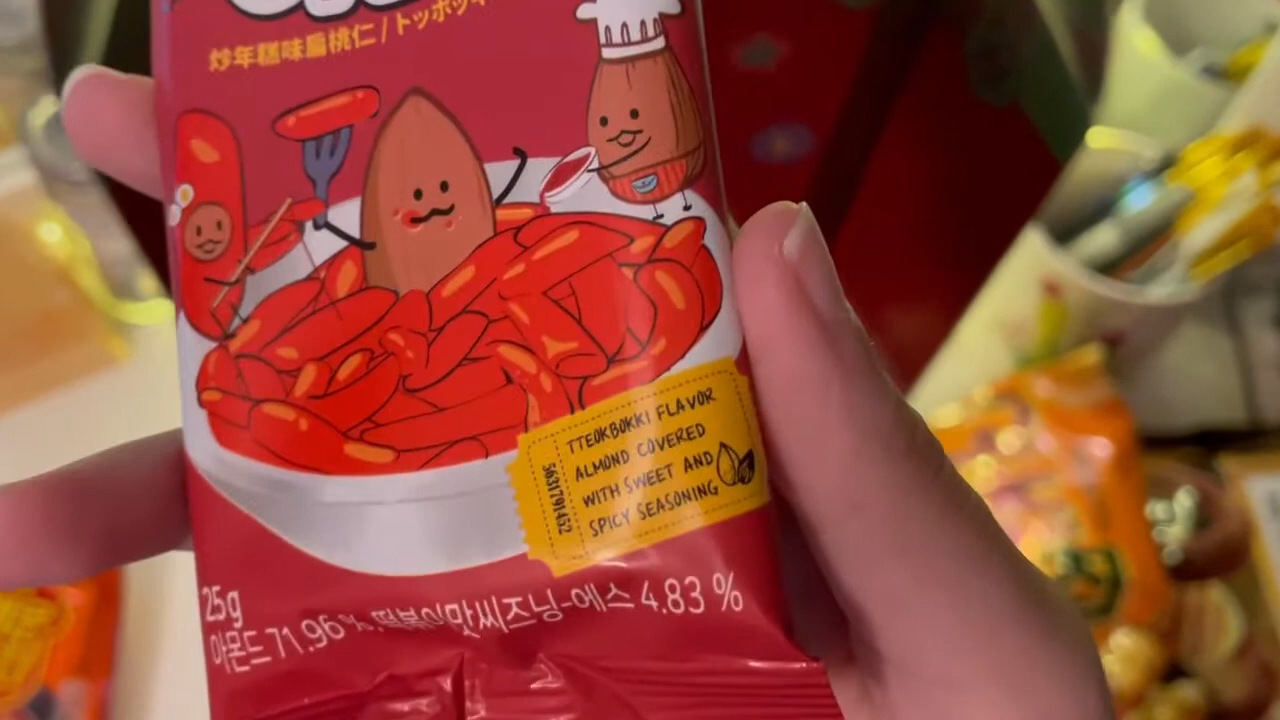 炒年糕味扁桃仁 / トッポッキ
TTEOKBOKKI FLAVOR
ALMOND COVERED
WITH SWEET AND
SPICY SEASONING
5631791452
25g
아몬드 71.96 %, 떡볶이맛씨즈닝-에스 4.83 %